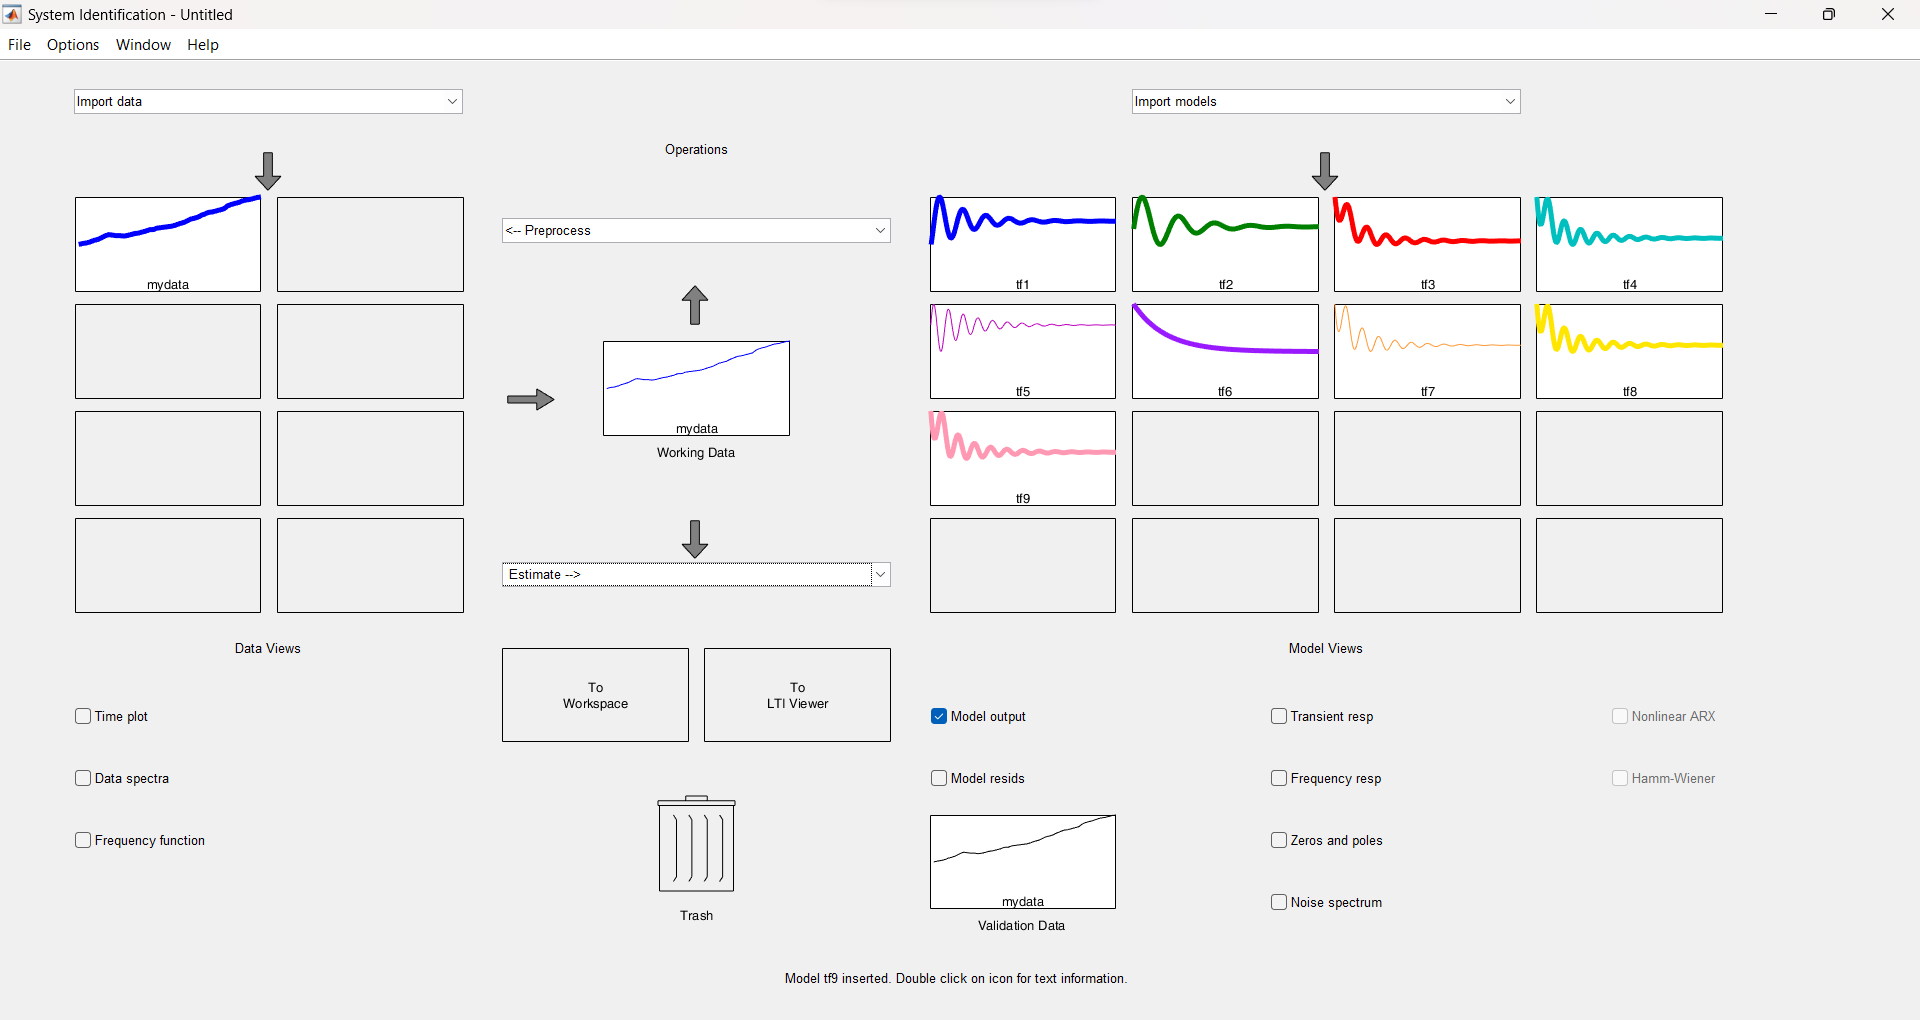 System Identification - Untitled
File Options Window Help
Import data
Import models
Operations
mydata
<-- Preprocess
tf1
tf2
tf3
tf4
tf5
tf6
tf7
tf8
mydata
Working Data
tf9
Estimate -->
Data Views
Model Views
To
Workspace
To
LTI Viewer
Time plot
Model output
Transient resp
Nonlinear ARX
Data spectra
Model resids
Frequency resp
Hamm-Wiener
Frequency function
Zeros and poles
mydata
Noise spectrum
Trash
Validation Data
Model tf9 inserted. Double click on icon for text information.